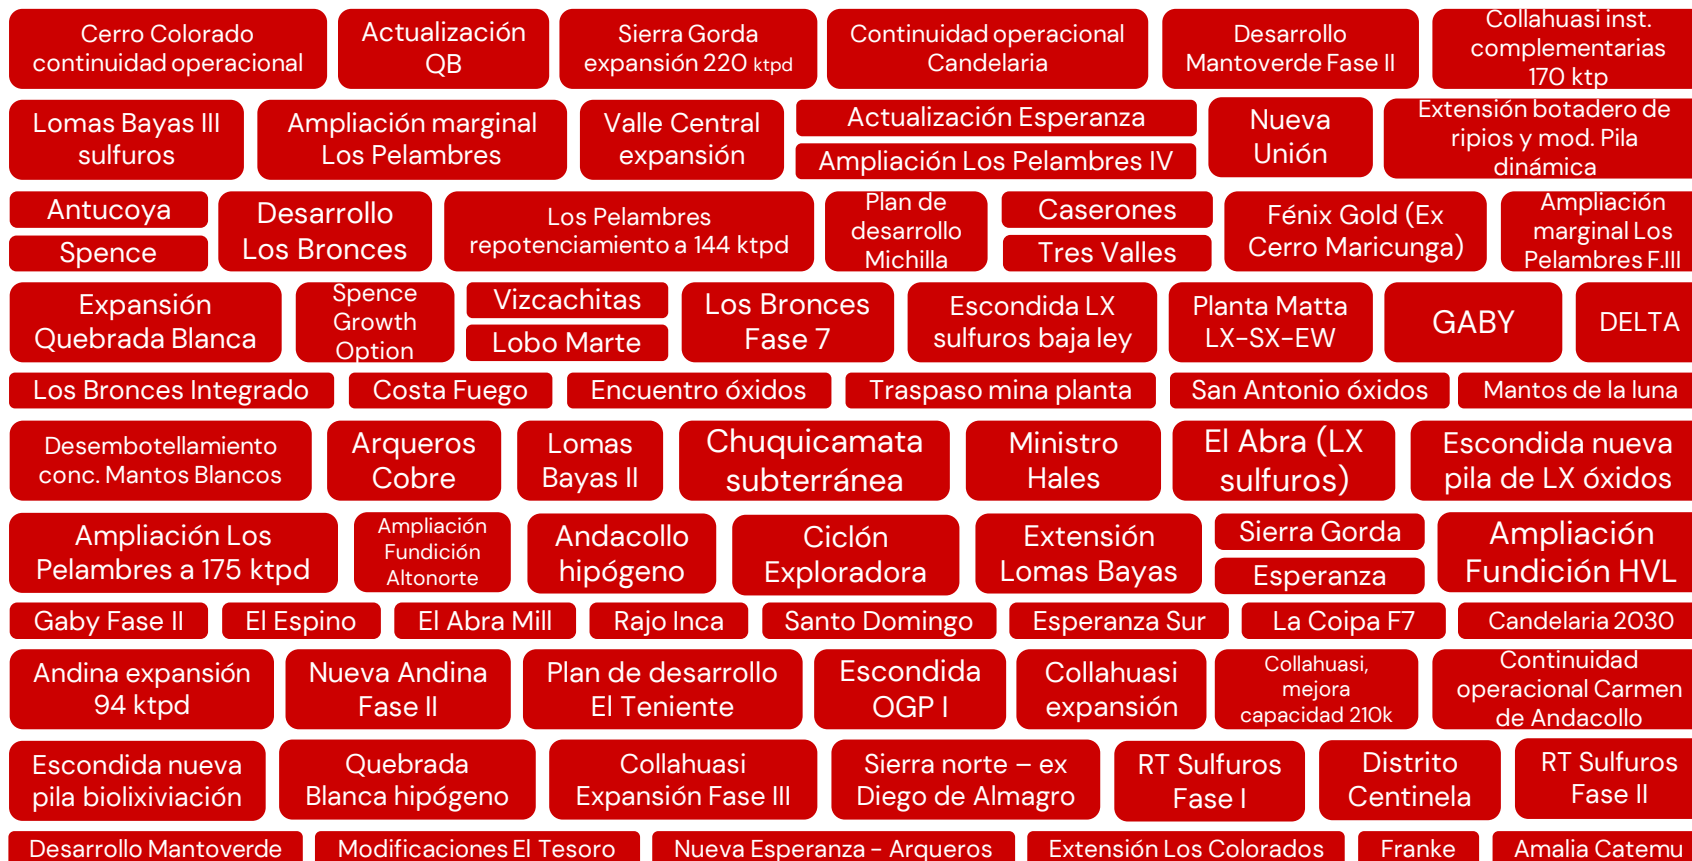 Cerro Colorado
continuidad operacional
Actualización
QB
Sierra Gorda
expansión 220 ktpd
Continuidad operacional
Candelaria
Desarrollo
Mantoverde Fase II
Collahuasi inst.
complementarias
170 ktp
Lomas Bayas III
sulfuros
Ampliación marginal
Los Pelambres
Valle Central
expansión
Actualización Esperanza
Ampliación Los Pelambres IV
Nueva
Unión
Extensión botadero de
ripios y mod. Pila
dinámica
Antucoya
Spence
Desarrollo
Los Bronces
Los Pelambres
repotenciamiento a 144 ktpd
Plan de
desarrollo
Michilla
Caserones
Tres Valles
Fénix Gold (Ex
Cerro Maricunga)
Ampliación
marginal Los
Pelambres F.III
Expansión
Quebrada Blanca
Spence
Growth
Option
Vizcachitas
Lobo Marte
Los Bronces
Fase 7
Escondida LX
sulfuros baja ley
Planta Matta
LX-SX-EW
GABY
DELTA
Los Bronces Integrado
Costa Fuego
Encuentro óxidos
Traspaso mina planta
San Antonio óxidos
Mantos de la luna
Desembotellamiento
conc. Mantos Blancos
Arqueros
Cobre
Lomas
Bayas II
Chuquicamata
subterránea
Ministro
Hales
El Abra (LX
sulfuros)
Escondida nueva
pila de LX óxidos
Ampliación Los
Pelambres a 175 ktpd
Ampliación
Fundición
Altonorte
Andacollo
hipógeno
Ciclón
Exploradora
Extensión
Lomas Bayas
Sierra Gorda
Esperanza
Ampliación
Fundición HVL
Gaby Fase II
El Espino
El Abra Mill
Rajo Inca
Santo Domingo
Esperanza Sur
La Coipa F7
Candelaria 2030
Andina expansión
94 ktpd
Nueva Andina
Fase II
Plan de desarrollo
El Teniente
Escondida
OGP I
Collahuasi
expansión
Collahuasi,
mejora
capacidad 210k
Continuidad
operacional Carmen
de Andacollo
Escondida nueva
pila biolixiviación
Quebrada
Blanca hipógeno
Collahuasi
Expansión Fase III
Sierra norte – ex
Diego de Almagro
RT Sulfuros
Fase I
Distrito
Centinela
RT Sulfuros
Fase II
Desarrollo Mantoverde
Modificaciones El Tesoro
Nueva Esperanza - Arqueros
Extensión Los Colorados
Franke
Amalia Catemu